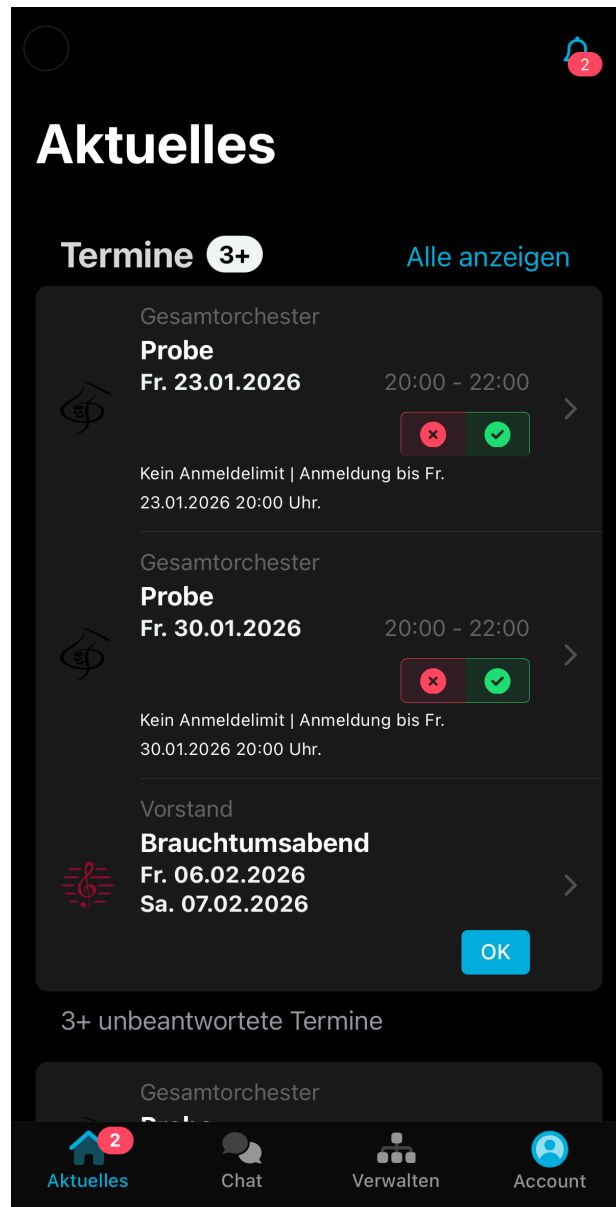 2
Aktuelles
Termine 3+ Alle anzeigen
Gesamtorchester
Probe
Fr. 23.01.2026 20:00 - 22:00
Kein Anmeldelimit | Anmeldung bis Fr.
23.01.2026 20:00 Uhr.
Gesamtorchester
Probe
Fr. 30.01.2026 20:00 - 22:00
Kein Anmeldelimit | Anmeldung bis Fr.
30.01.2026 20:00 Uhr.
Vorstand
Brauchtumsabend
Fr. 06.02.2026
Sa. 07.02.2026
OK
3+ unbeantwortete Termine
Gesamtorchester
2
Aktuelles Chat Verwalten Account